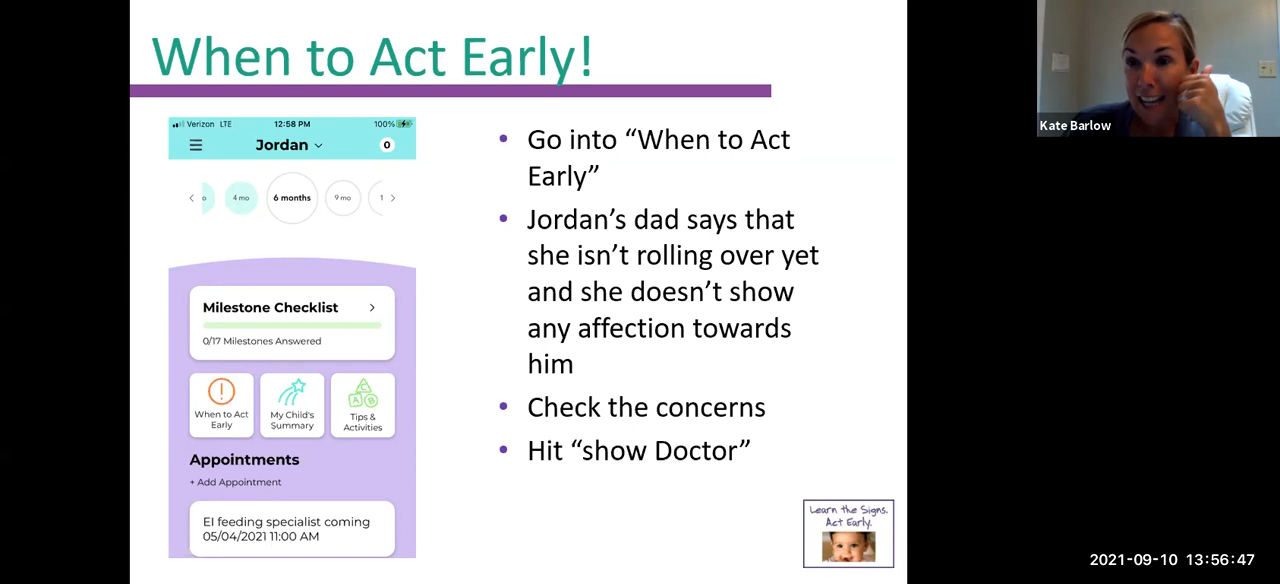 When to Act Early!
Verizon LTE
12:58 PM
100%
Jordan
0
o
4 mo
6 months
9 mo
1
Milestone Checklist
0/17 Milestones Answered
When to Act
Early
My Child's
Summary
C
A B
Tips &
Activities
Appointments
+ Add Appointment
EI feeding specialist coming
05/04/2021 11:00 AM
• Go into “When to Act
Early”
• Jordan’s dad says that
she isn’t rolling over yet
and she doesn’t show
any affection towards
him
• Check the concerns
• Hit “show Doctor”
Learn the Signs.
Act Early.
Kate Barlow
2021-09-10 13:56:47